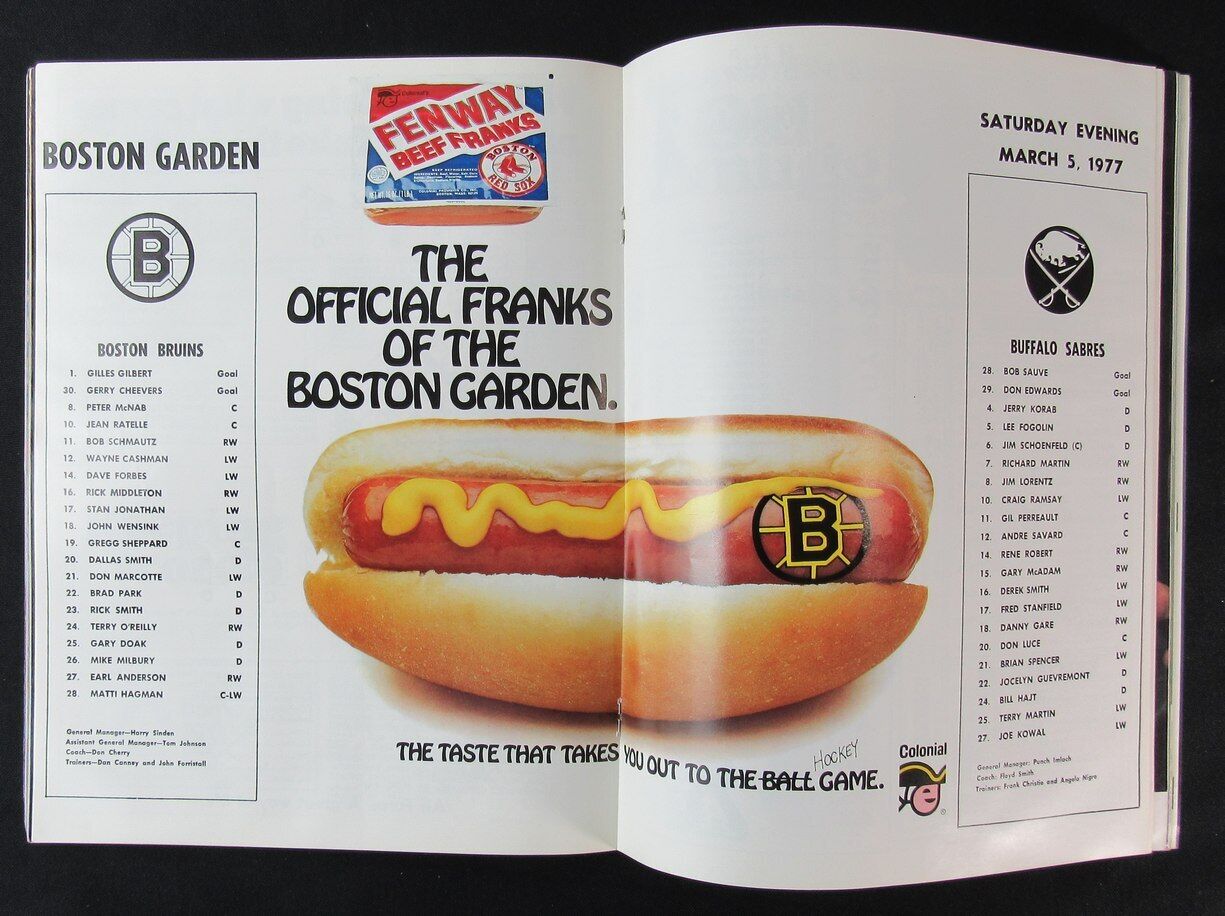 BOSTON GARDEN
B
BOSTON BRUINS
1. GILLES GILBERT Goal
30. GERRY CHEEVERS Goal
8. PETER McNAB C
10. JEAN RATELLE C
11. BOB SCHMAUTZ RW
12. WAYNE CASHMAN LW
14. DAVE FORBES LW
16. RICK MIDDLETON RW
17. STAN JONATHAN LW
18. JOHN WENSINK LW
19. GREGG SHEPPARD C
20. DALLAS SMITH D
21. DON MARCOTTE LW
22. BRAD PARK D
23. RICK SMITH D
24. TERRY O'REILLY RW
25. GARY DOAK D
26. MIKE MILBURY D
27. EARL ANDERSON RW
28. MATTI HAGMAN C-LW
General Manager—Harry Sinden
Assistant General Manager—Tom Johnson
Coach—Don Cherry
Trainers—Dan Canney and John Forristall
Colonial's
FENWAY
BEEF FRANKS
BOSTON
RED SOX
KEEP REFRIGERATED
NET WT. 16 OZ. (1 LB.)
THE
OFFICIAL FRANKS
OF THE
BOSTON GARDEN.
B
THE TASTE THAT TAKES YOU OUT TO THE BALL GAME.
HOCKEY
Colonial
®
SATURDAY EVENING
MARCH 5, 1977
BUFFALO SABRES
28. BOB SAUVE Goal
29. DON EDWARDS Goal
4. JERRY KORAB D
5. LEE FOGOLIN D
6. JIM SCHOENFELD (C) D
7. RICHARD MARTIN RW
8. JIM LORENTZ RW
10. CRAIG RAMSAY LW
11. GIL PERREAULT C
12. ANDRE SAVARD C
14. RENE ROBERT RW
15. GARY McADAM RW
16. DEREK SMITH LW
17. FRED STANFIELD LW
18. DANNY GARE RW
20. DON LUCE C
21. BRIAN SPENCER LW
22. JOCELYN GUEVREMONT D
24. BILL HAJT D
25. TERRY MARTIN LW
27. JOE KOWAL LW
General Manager: Punch Imlach
Coach: Floyd Smith
Trainers: Frank Christie and Angelo Nigro